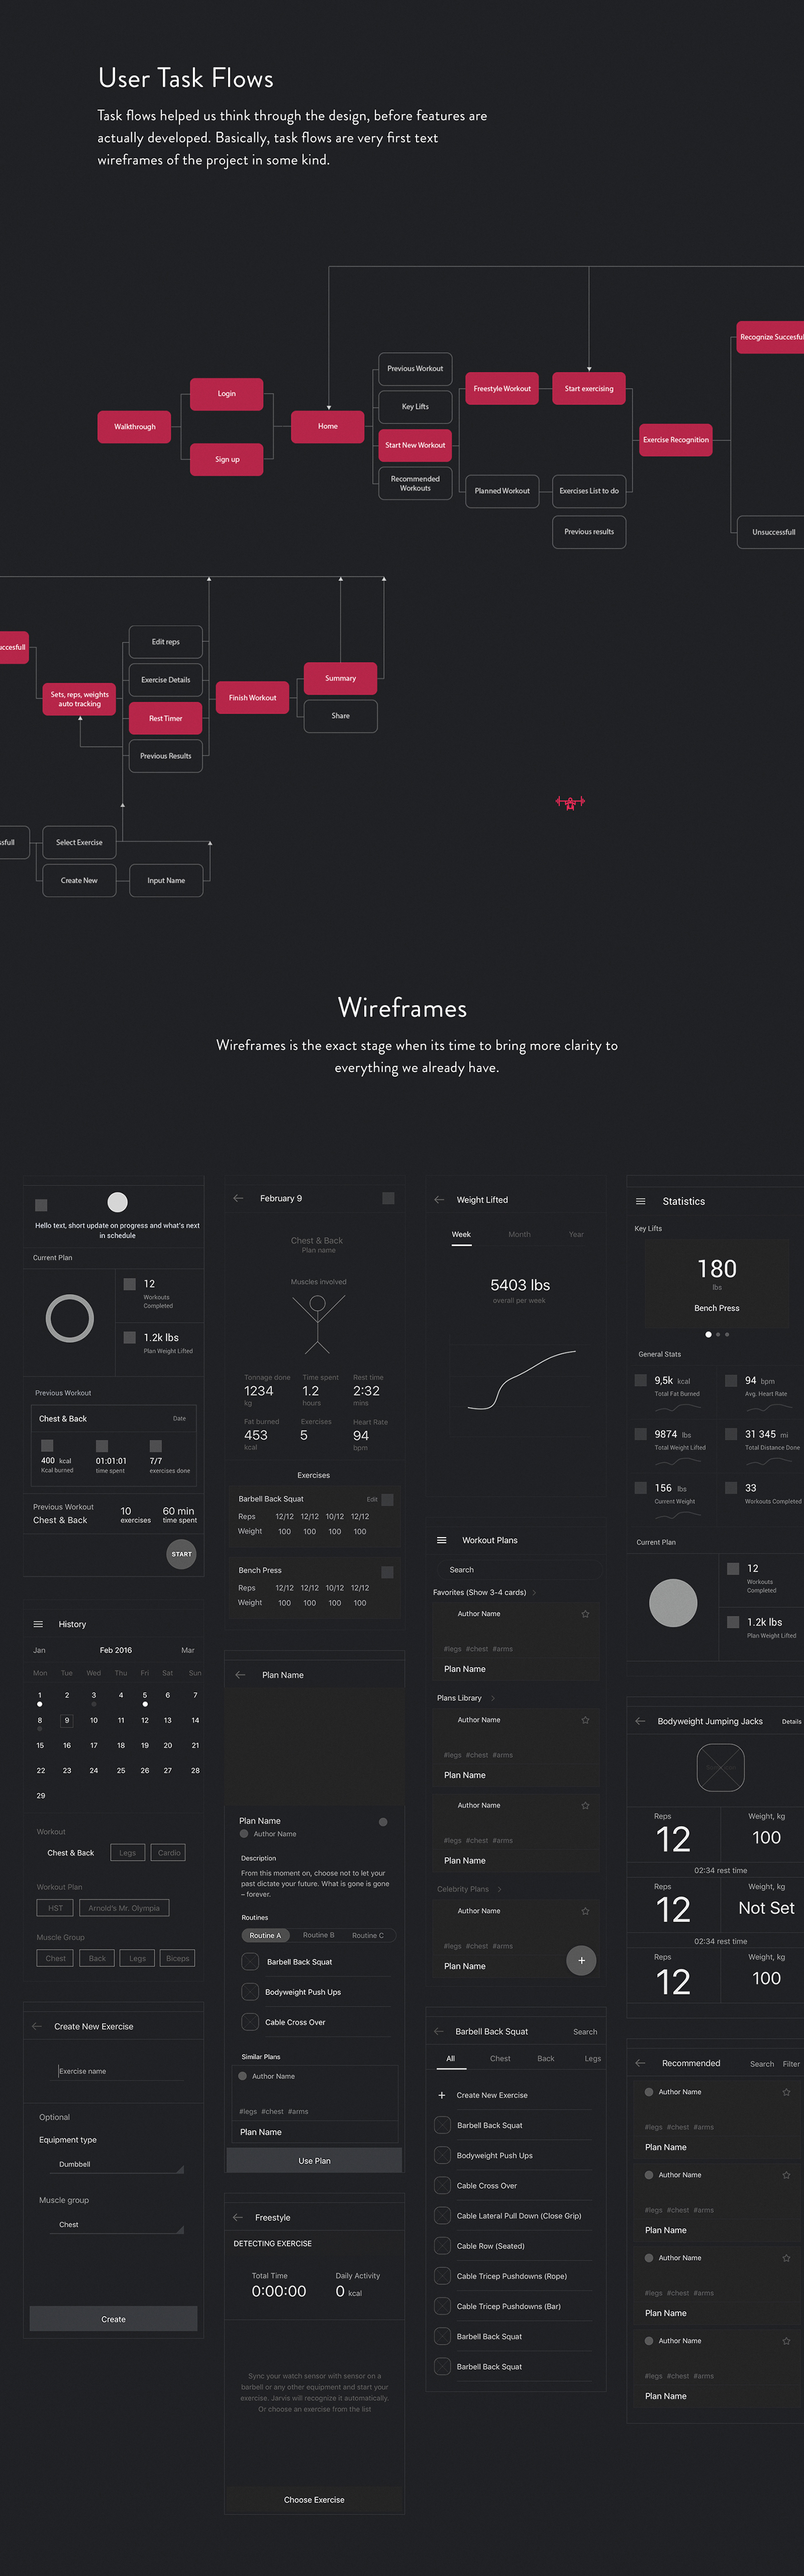 User Task Flows
Task flows helped us think through the design, before features are
actually developed. Basically, task flows are very first text
wireframes of the project in some kind.
Walkthrough
Login
Sign up
Home
Previous Workout
Key Lifts
Start New Workout
Recommended
Workouts
Freestyle Workout
Planned Workout
Start exercising
Exercises List to do
Previous results
Exercise Recognition
Recognize Succesful
Unsuccessfull
ccesfull
Sets, reps, weights
auto tracking
Edit reps
Exercise Details
Rest Timer
Previous Results
Finish Workout
Summary
Share
ssfull
Select Exercise
Create New
Input Name
Wireframes
Wireframes is the exact stage when its time to bring more clarity to
everything we already have.
Hello text, short update on progress and what's next
in schedule
Current Plan
12
Workouts
Completed
1.2k lbs
Plan Weight Lifted
Previous Workout
Chest & Back Date
400 kcal 01:01:01 7/7
Kcal burned time spent exercises done
Previous Workout 10 60 min
Chest & Back exercises time spent
START
History
Jan Feb 2016 Mar
Mon Tue Wed Thu Fri Sat Sun
1 2 3 4 5 6 7
8 9 10 11 12 13 14
15 16 17 18 19 20 21
22 23 24 25 26 27 28
29
Workout
Chest & Back Legs Cardio
Workout Plan
HST Arnold's Mr. Olympia
Muscle Group
Chest Back Legs Biceps
Create New Exercise
Exercise name
Optional
Equipment type
Dumbbell
Muscle group
Chest
Create
February 9
Chest & Back
Plan name
Muscles involved
Tonnage done Time spent Rest time
1234 1.2 2:32
kg hours mins
Fat burned Exercises Heart Rate
453 5 94
kcal bpm
Exercises
Barbell Back Squat Edit
Reps 12/12 12/12 10/12 12/12
Weight 100 100 100 100
Bench Press
Reps 12/12 12/12 12/12 12/12
Weight 100 100 100 100
Plan Name
Plan Name
Author Name
Description
From this moment on, choose not to let your
past dictate your future. What is gone is gone
– forever.
Routines
Routine A Routine B Routine C
Barbell Back Squat
Bodyweight Push Ups
Cable Cross Over
Similar Plans
Author Name
#legs #chest #arms
Plan Name
Use Plan
Freestyle
DETECTING EXERCISE
Total Time Daily Activity
0:00:00 0 kcal
Sync your watch sensor with sensor on a
barbell or any other equipment and start your
exercise. Jarvis will recognize it automatically.
Or choose an exercise from the list
Choose Exercise
Weight Lifted
Week Month Year
5403 lbs
overall per week
Workout Plans
Search
Favorites (Show 3-4 cards)
Author Name
#legs #chest #arms
Plan Name
Plans Library
Author Name
#legs #chest #arms
Plan Name
Author Name
#legs #chest #arms
Plan Name
Celebrity Plans
Author Name
#legs #chest #arms
Plan Name
+
Barbell Back Squat Search
All Chest Back Legs
+ Create New Exercise
Barbell Back Squat
Bodyweight Push Ups
Cable Cross Over
Cable Lateral Pull Down (Close Grip)
Cable Row (Seated)
Cable Tricep Pushdowns (Rope)
Cable Tricep Pushdowns (Bar)
Barbell Back Squat
Barbell Back Squat
Statistics
Key Lifts
180
lbs
Bench Press
General Stats
9,5k kcal 94 bpm
Total Fat Burned Avg. Heart Rate
9874 lbs 31 345 mi
Total Weight Lifted Total Distance Done
156 lbs 33
Current Weight Workouts Completed
Current Plan
12
Workouts
Completed
1.2k lbs
Plan Weight Lifted
Bodyweight Jumping Jacks Details
Reps Weight, kg
12 100
02:34 rest time
Reps Weight, kg
12 Not Set
02:34 rest time
Reps Weight, kg
12 100
Recommended Search Filter
Author Name
#legs #chest #arms
Plan Name
Author Name
#legs #chest #arms
Plan Name
Author Name
#legs #chest #arms
Plan Name
Author Name
#legs #chest #arms
Plan Name